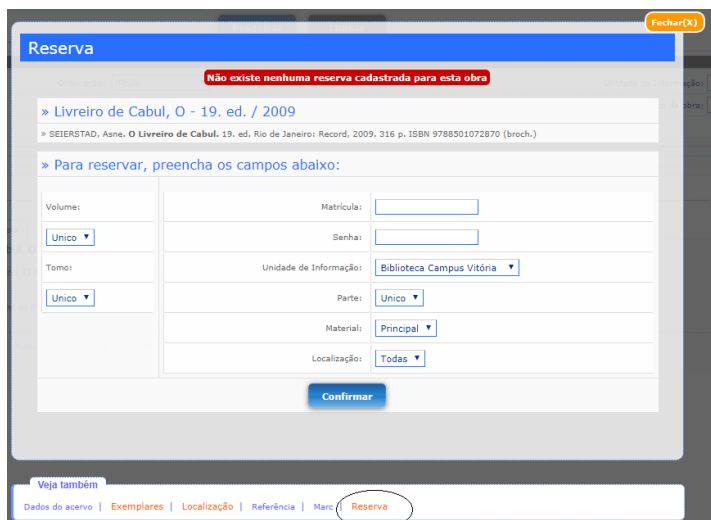 Fechar(X)
Reserva
Não existe nenhuma reserva cadastrada para esta obra
» Livreiro de Cabul, O - 19. ed. / 2009
» SEIERSTAD, Asne. O Livreiro de Cabul. 19. ed. Rio de Janeiro: Record, 2009. 316 p. ISBN 9788501072870 (broch.)
» Para reservar, preencha os campos abaixo:
Volume:
Unico
Tomo:
Unico
Matrícula:
Senha:
Unidade de Informação: Biblioteca Campus Vitória
Parte: Unico
Material: Principal
Localização: Todas
Confirmar
Veja também
Dados do acervo | Exemplares | Localização | Referência | Marc | Reserva